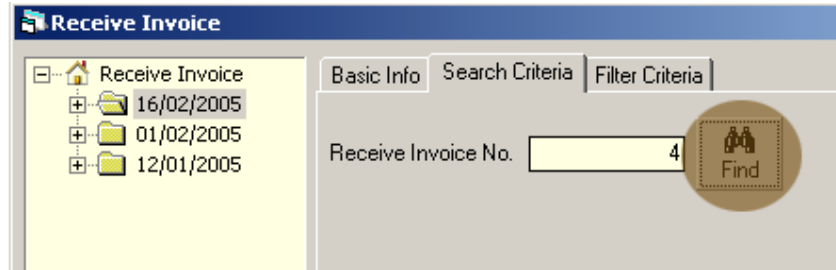 Receive Invoice
Receive Invoice
16/02/2005
01/02/2005
12/01/2005
Basic Info Search Criteria Filter Criteria
Receive Invoice No. 4
Find